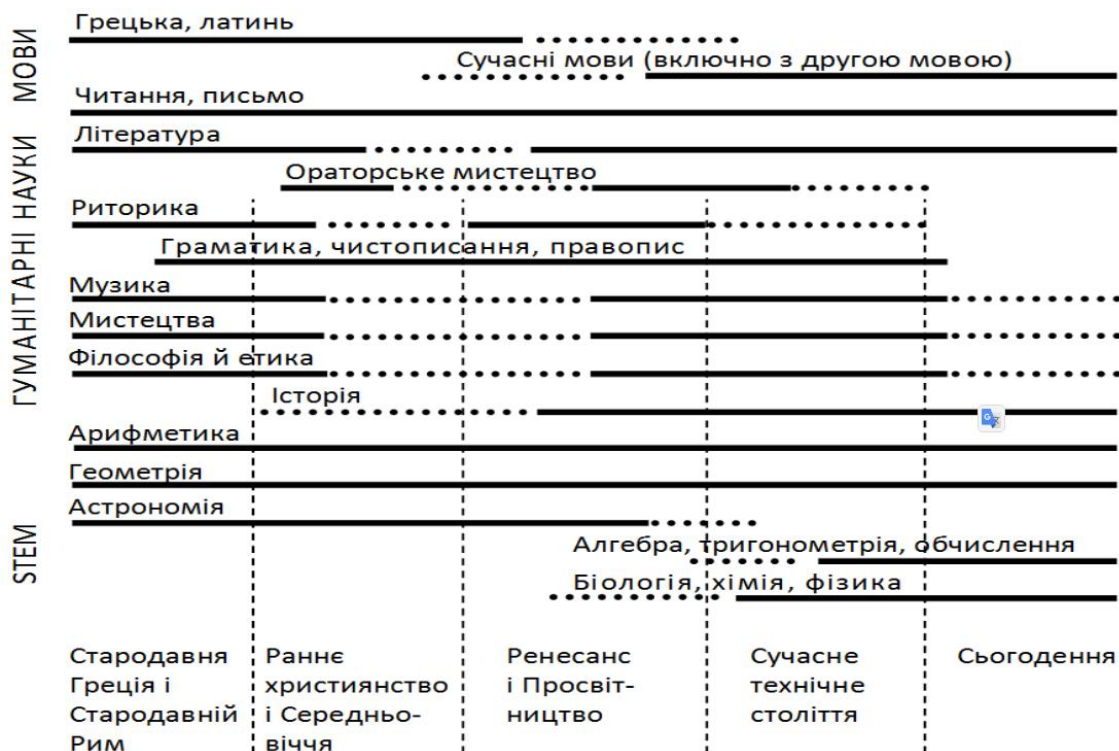 МОВИ
Грецька, латинь
Сучасні мови (включно з другою мовою)
Читання, письмо
ГУМАНІТАРНІ НАУКИ
Література
Ораторське мистецтво
Риторика
Граматика, чистописання, правопис
Музика
Мистецтва
Філософія й етика
Історія
STEM
Арифметика
Геометрія
Астрономія
Алгебра, тригонометрія, обчислення
Біологія, хімія, фізика
Стародавня
Греція і
Стародавній
Рим
Раннє
християнство
і Середньо-
віччя
Ренесанс
і Просвіт-
ництво
Сучасне
технічне
століття
Сьогодення